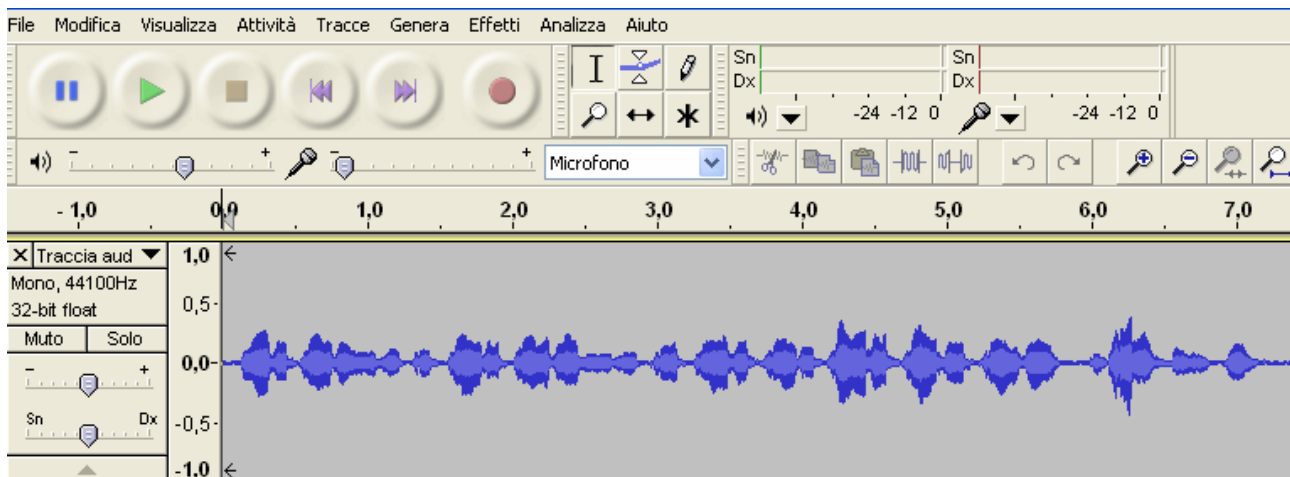 File Modifica Visualizza Attività Tracce Genera Effetti Analizza Aiuto
Sn Sn
Dx Dx
-24 -12 0 -24 -12 0
- + - + Microfono
- 1,0 0,0 1,0 2,0 3,0 4,0 5,0 6,0 7,0
X Traccia aud 1,0
Mono, 44100Hz
32-bit float 0,5
Muto Solo
- + 0,0
Sn Dx -0,5
-1,0